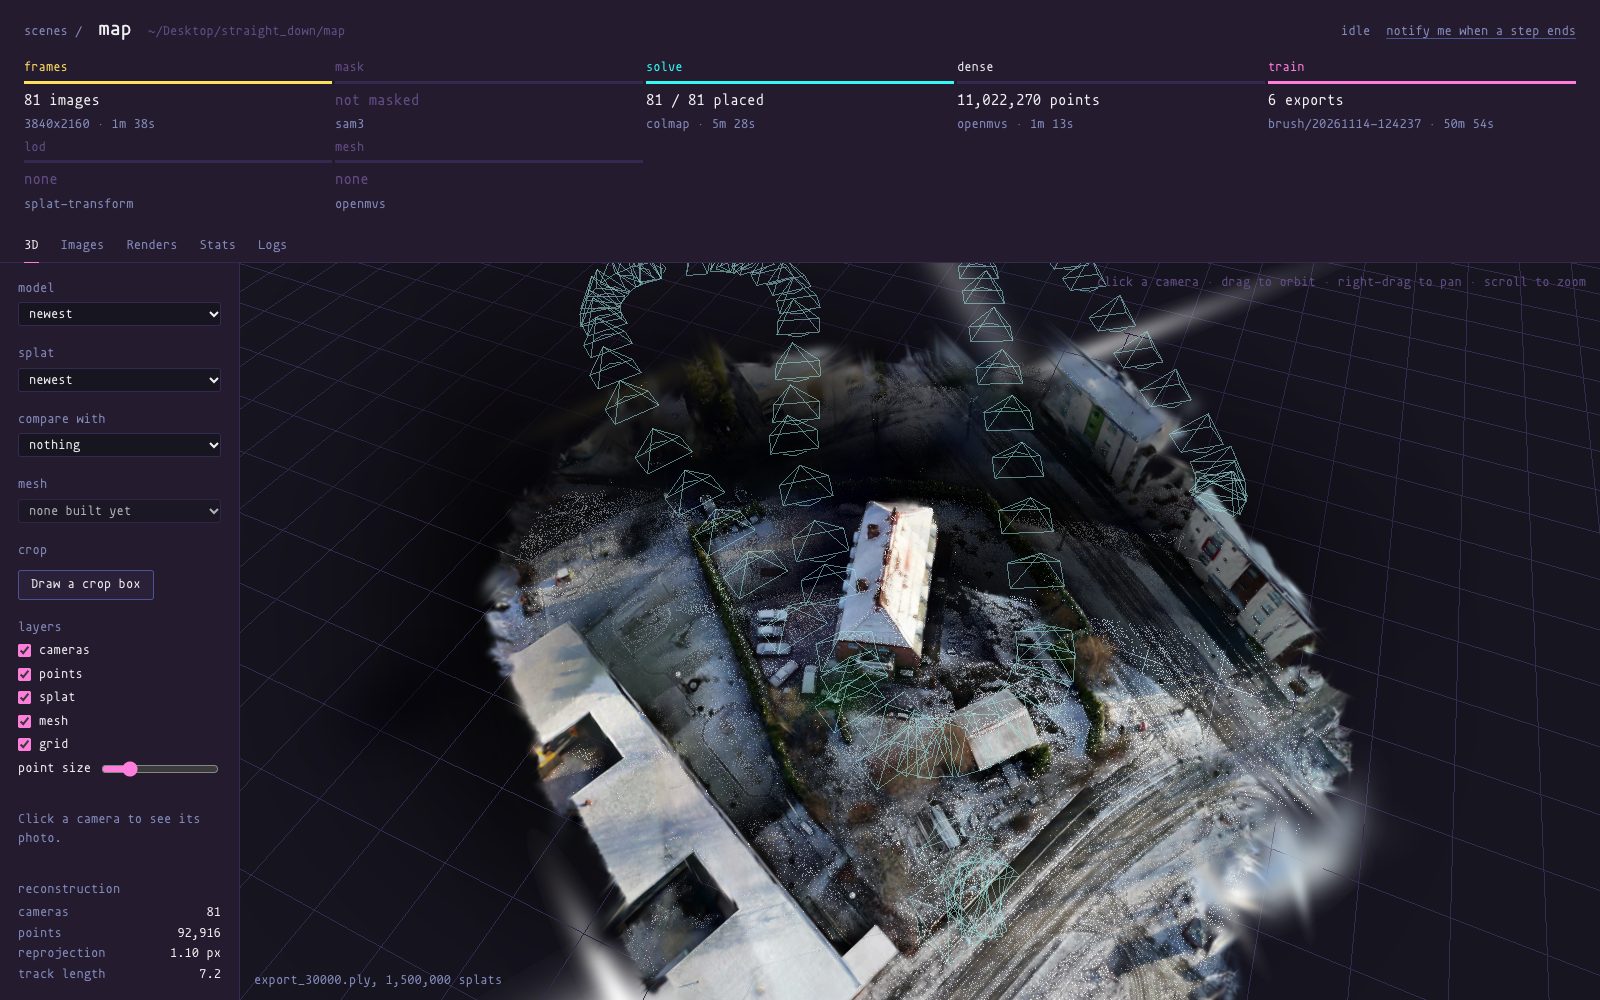 scenes / map ~/Desktop/straight_down/map idle notify me when a step ends
frames mask solve dense train
81 images not masked 81 / 81 placed 11,022,270 points 6 exports
3840x2160 · 1m 38s sam3 colmap · 5m 28s openmvs · 1m 13s brush/20261114-124237 · 50m 54s
lod mesh
none none
splat-transform openmvs
3D Images Renders Stats Logs
click a camera · drag to orbit · right-drag to pan · scroll to zoom
model
newest
splat
newest
compare with
nothing
mesh
none built yet
crop
Draw a crop box
layers
cameras
points
splat
mesh
grid
point size
Click a camera to see its
photo.
reconstruction
cameras 81
points 92,916
reprojection 1.10 px
track length 7.2
export_30000.ply, 1,500,000 splats